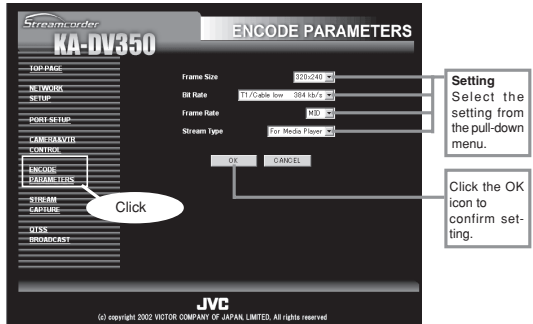 Streamcorder
KA-DV350
ENCODE PARAMETERS
TOP PAGE
NETWORK
SETUP
PORT SETUP
CAMERA&VTR
CONTROL
ENCODE
PARAMETERS
STREAM
CAPTURE
QTSS
BROADCAST
Click
Frame Size 320x240
Bit Rate T1/Cable low 384 kb/s
Frame Rate MID
Stream Type For Media Player
OK CANCEL
Setting
Select the
setting from
the pull-down
menu.
Click the OK
icon to
confirm set-
ting.
JVC
(c) copyright 2002 VICTOR COMPANY OF JAPAN, LIMITED, All rights reserved